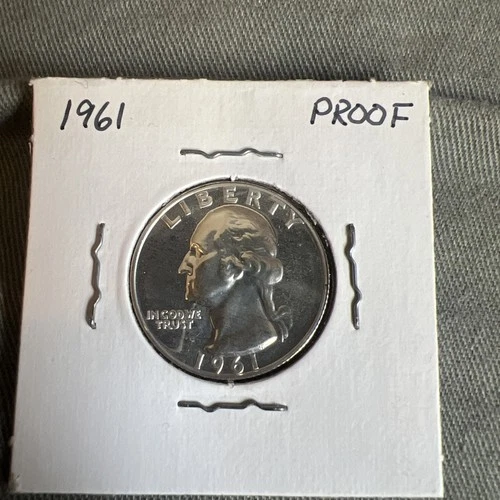 1961 PROOF
LIBERTY
IN GOD WE
TRUST
1961